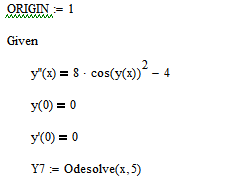 ORIGIN := 1
Given
y''(x) = 8 · cos(y(x))² − 4
y(0) = 0
y'(0) = 0
Y7 := Odesolve(x,5)